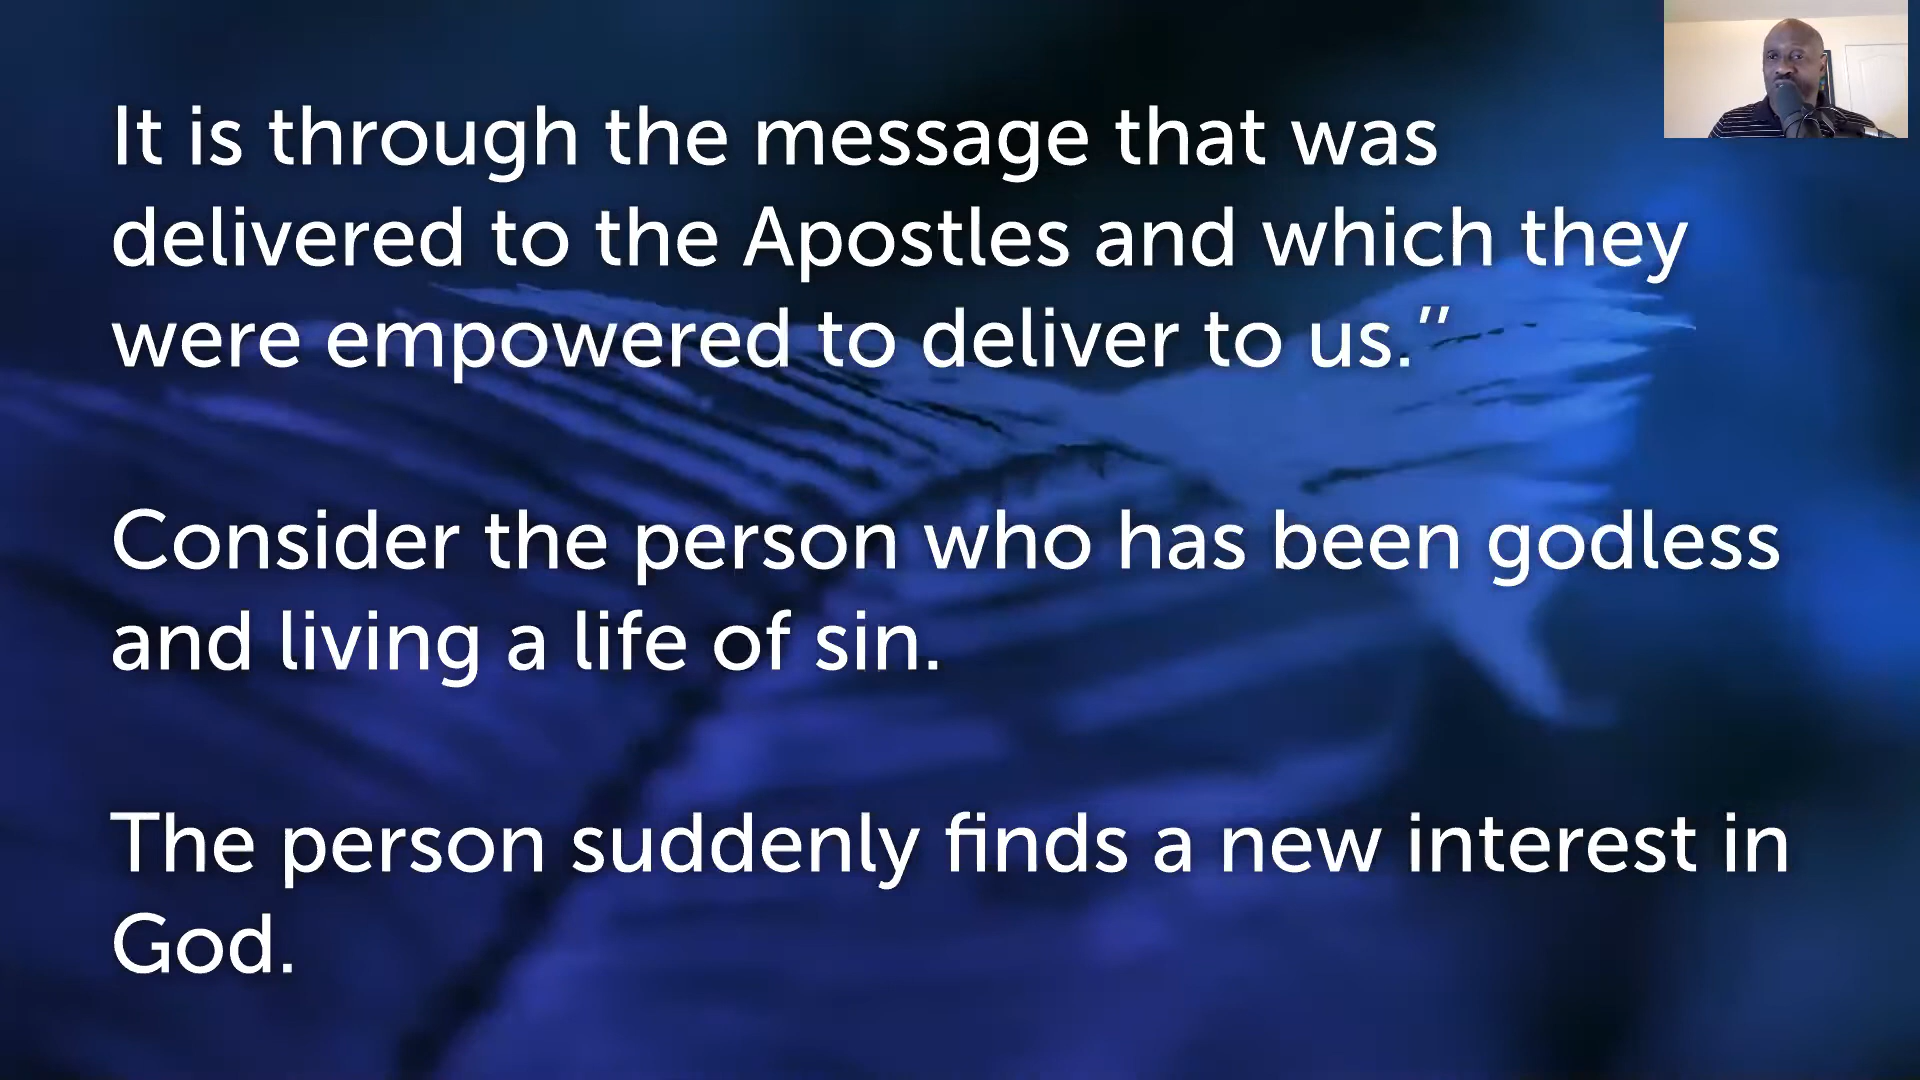 It is through the message that was
delivered to the Apostles and which they
were empowered to deliver to us.”
Consider the person who has been godless
and living a life of sin.
The person suddenly finds a new interest in
God.